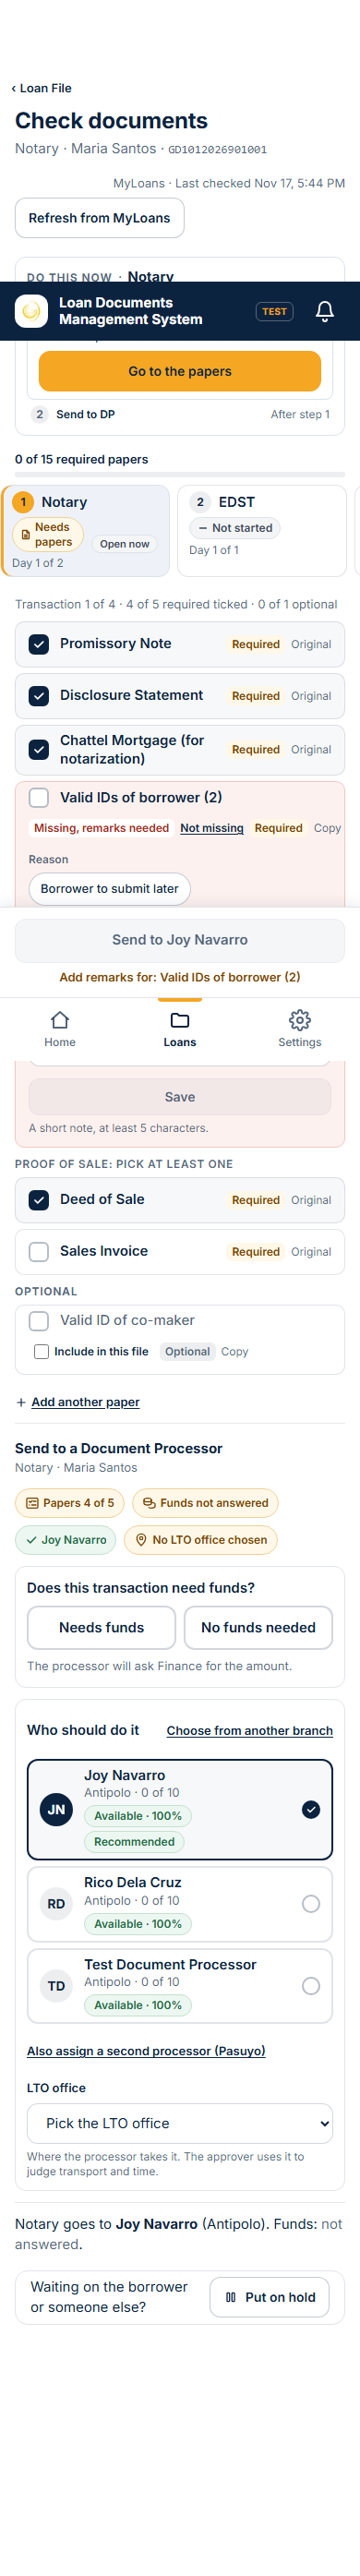 ‹ Loan File
Check documents
Notary · Maria Santos · GD1012026901001
MyLoans · Last checked Nov 17, 5:44 PM
Refresh from MyLoans
DO THIS NOW · Notary
Loan Documents
Management System
TEST
Go to the papers
2 Send to DP After step 1
0 of 15 required papers
1 Notary
Needs
papers
Open now
Day 1 of 2
2 EDST
Not started
Day 1 of 1
Transaction 1 of 4 · 4 of 5 required ticked · 0 of 1 optional
Promissory Note Required Original
Disclosure Statement Required Original
Chattel Mortgage (for
notarization)
Required Original
Valid IDs of borrower (2)
Missing, remarks needed Not missing Required Copy
Reason
Borrower to submit later
Send to Joy Navarro
Add remarks for: Valid IDs of borrower (2)
Home Loans Settings
Save
A short note, at least 5 characters.
PROOF OF SALE: PICK AT LEAST ONE
Deed of Sale Required Original
Sales Invoice Required Original
OPTIONAL
Valid ID of co-maker
Include in this file Optional Copy
+ Add another paper
Send to a Document Processor
Notary · Maria Santos
Papers 4 of 5 Funds not answered
Joy Navarro No LTO office chosen
Does this transaction need funds?
Needs funds No funds needed
The processor will ask Finance for the amount.
Who should do it Choose from another branch
JN
Joy Navarro
Antipolo · 0 of 10
Available · 100%
Recommended
RD
Rico Dela Cruz
Antipolo · 0 of 10
Available · 100%
TD
Test Document Processor
Antipolo · 0 of 10
Available · 100%
Also assign a second processor (Pasuyo)
LTO office
Pick the LTO office
Where the processor takes it. The approver uses it to
judge transport and time.
Notary goes to Joy Navarro (Antipolo). Funds: not
answered.
Waiting on the borrower
or someone else?
Put on hold